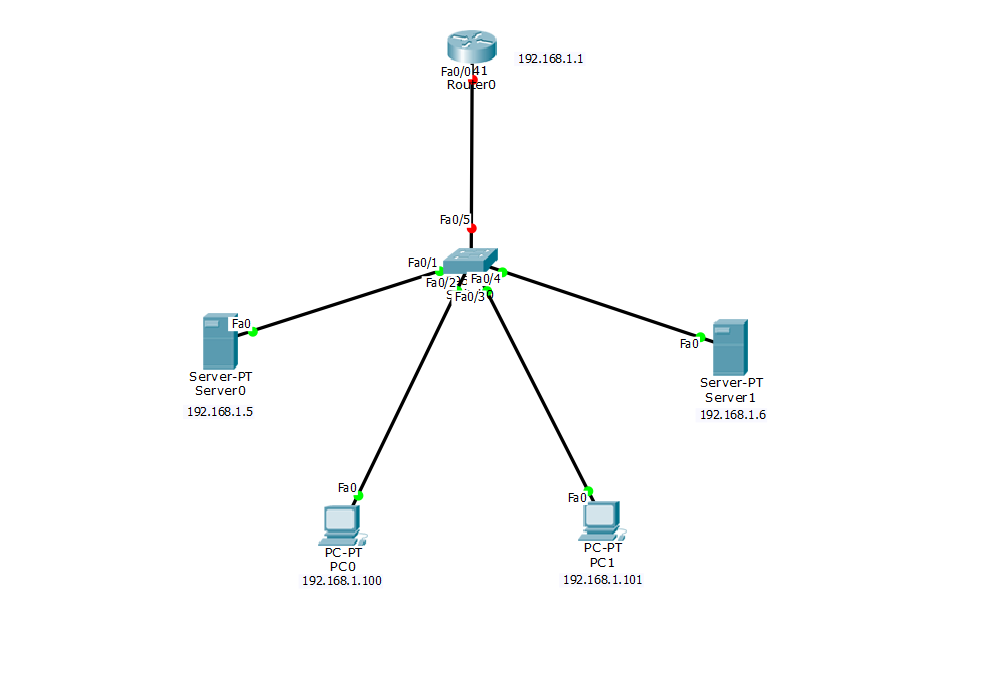 192.168.1.1
Fa0/0
41
Router0
Fa0/5
Fa0/1
Fa0/4
Fa0/2
Fa0/3
Fa0
Fa0
Server-PT
Server0
192.168.1.5
Server-PT
Server1
192.168.1.6
Fa0
Fa0
PC-PT
PC0
192.168.1.100
PC-PT
PC1
192.168.1.101